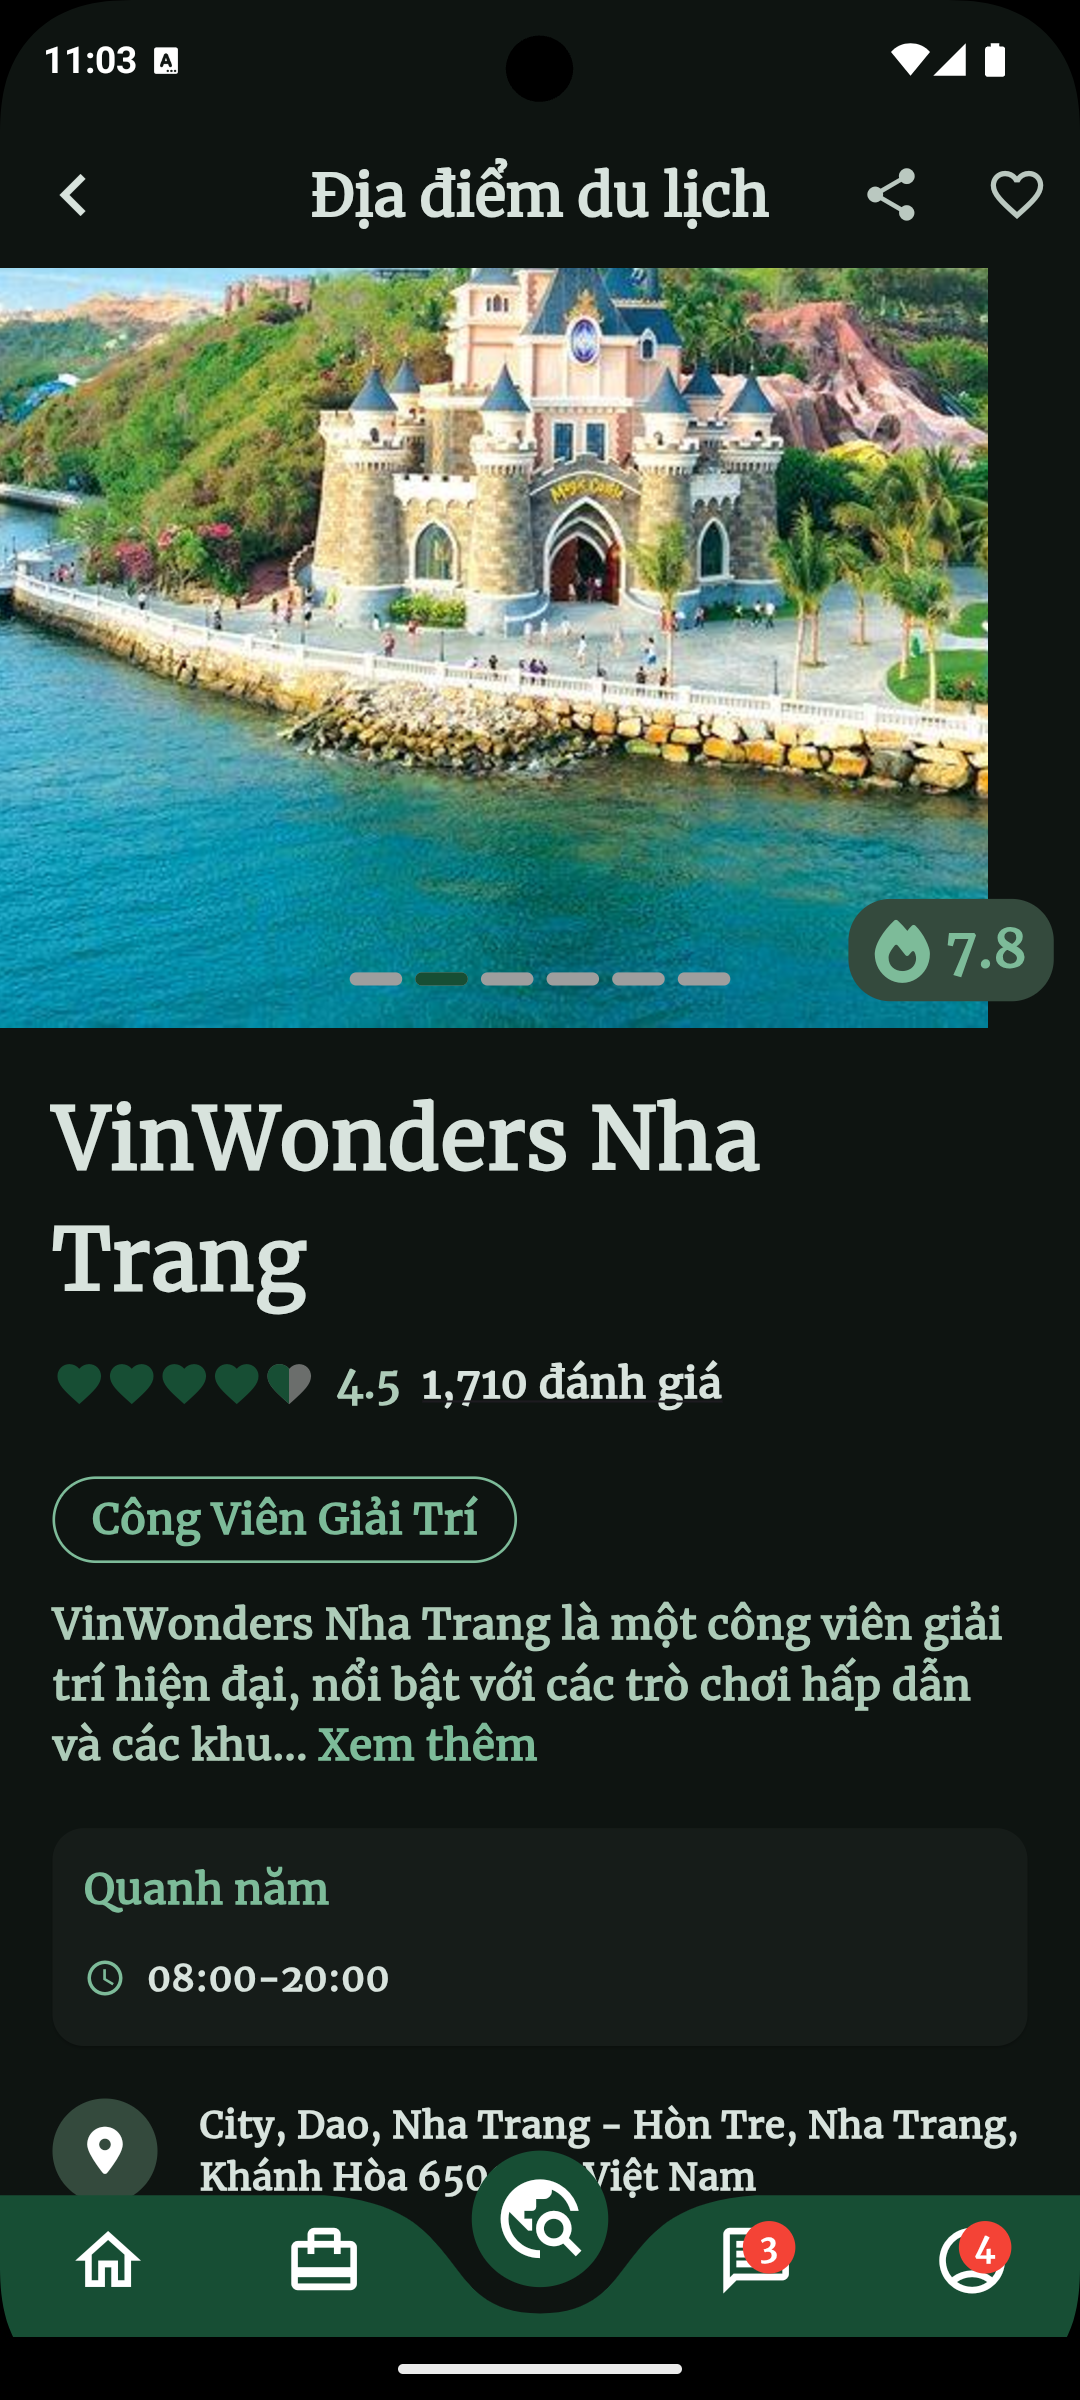 11:03
Địa điểm du lịch
Magic Castle
7.8
VinWonders Nha
Trang
4.5 1,710 đánh giá
Công Viên Giải Trí
VinWonders Nha Trang là một công viên giải
trí hiện đại, nổi bật với các trò chơi hấp dẫn
và các khu... Xem thêm
Quanh năm
08:00-20:00
City, Dao, Nha Trang - Hòn Tre, Nha Trang,
Khánh Hòa 650 Việt Nam
3
4